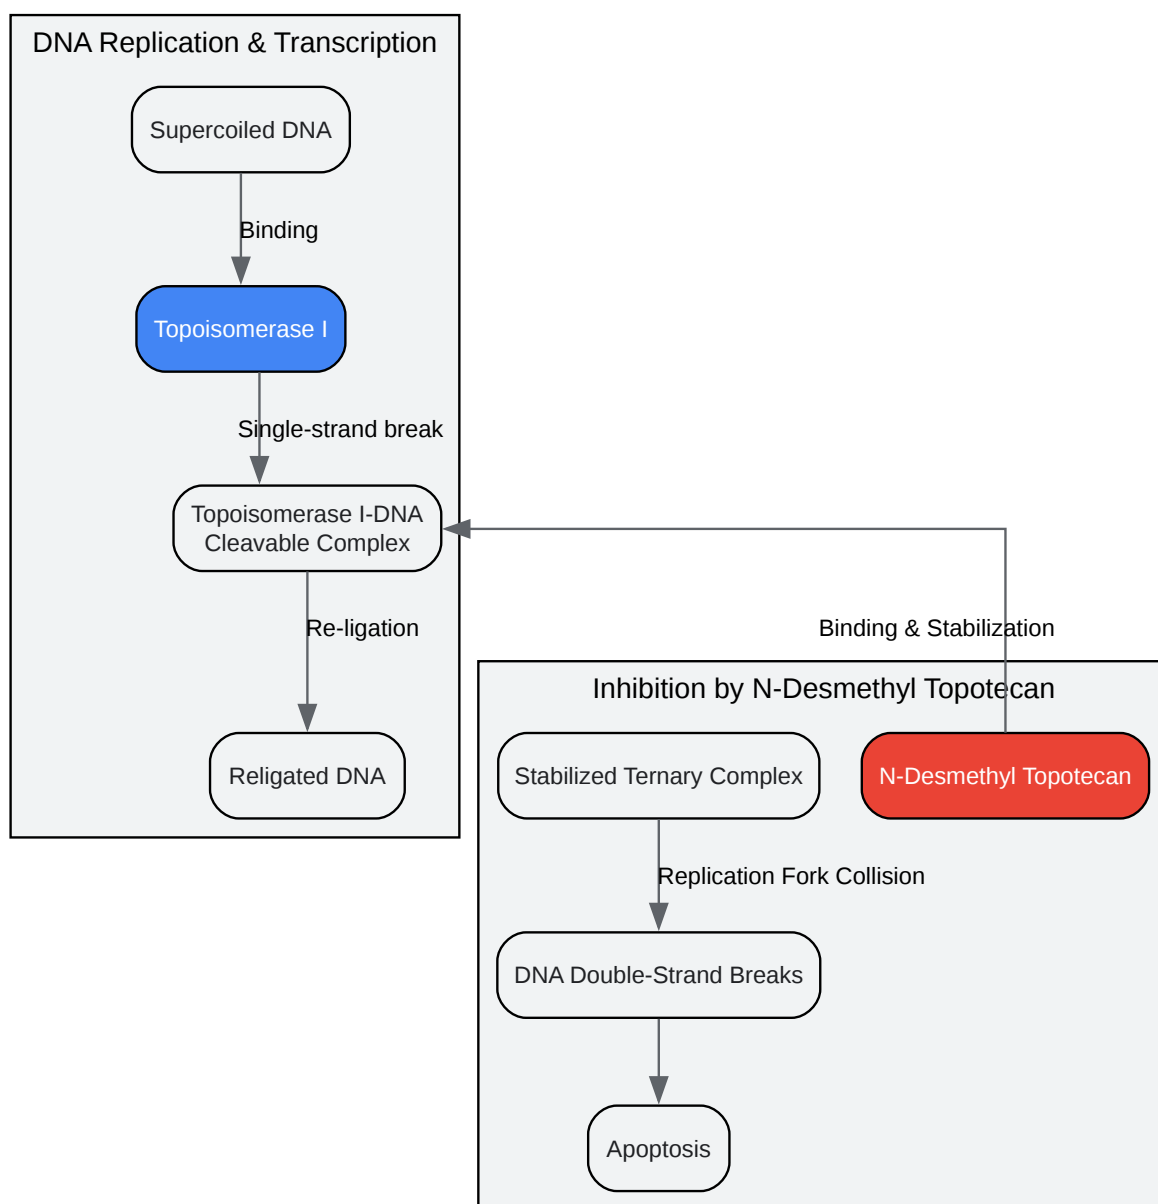 DNA Replication & Transcription
Supercoiled DNA
Binding
Topoisomerase I
Single-strand break
Topoisomerase I-DNA
Cleavable Complex
Re-ligation
Religated DNA
Binding & Stabilization
Inhibition by N-Desmethyl Topotecan
Stabilized Ternary Complex
N-Desmethyl Topotecan
Replication Fork Collision
DNA Double-Strand Breaks
Apoptosis